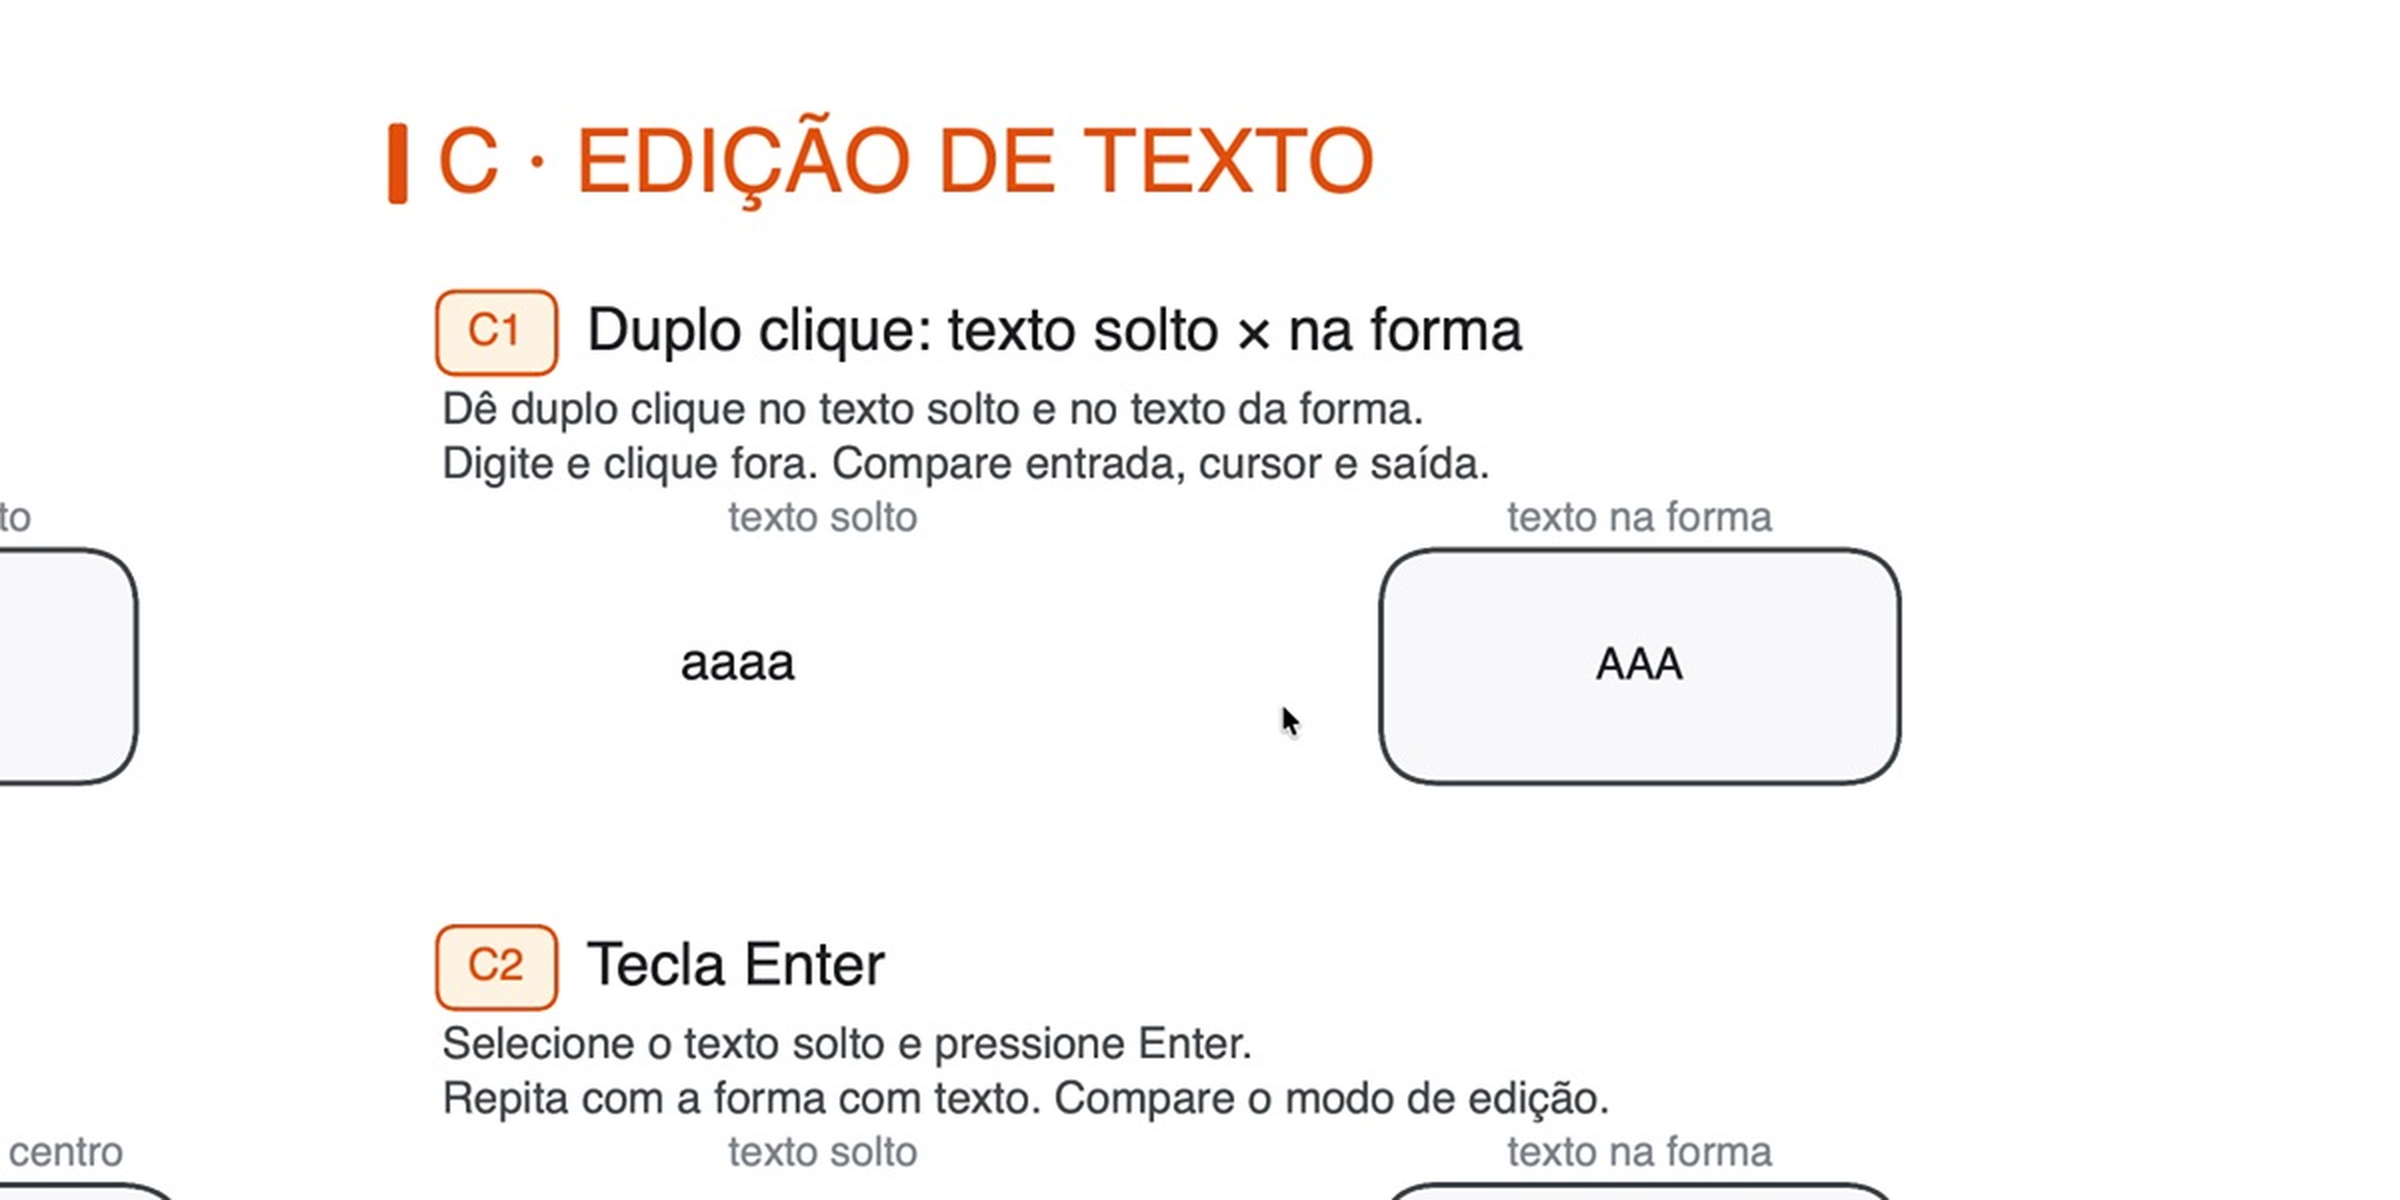 C · EDIÇÃO DE TEXTO
C1 Duplo clique: texto solto × na forma
Dê duplo clique no texto solto e no texto da forma.
Digite e clique fora. Compare entrada, cursor e saída.
to
texto solto
texto na forma
aaaa
AAA
C2 Tecla Enter
Selecione o texto solto e pressione Enter.
Repita com a forma com texto. Compare o modo de edição.
centro
texto solto
texto na forma